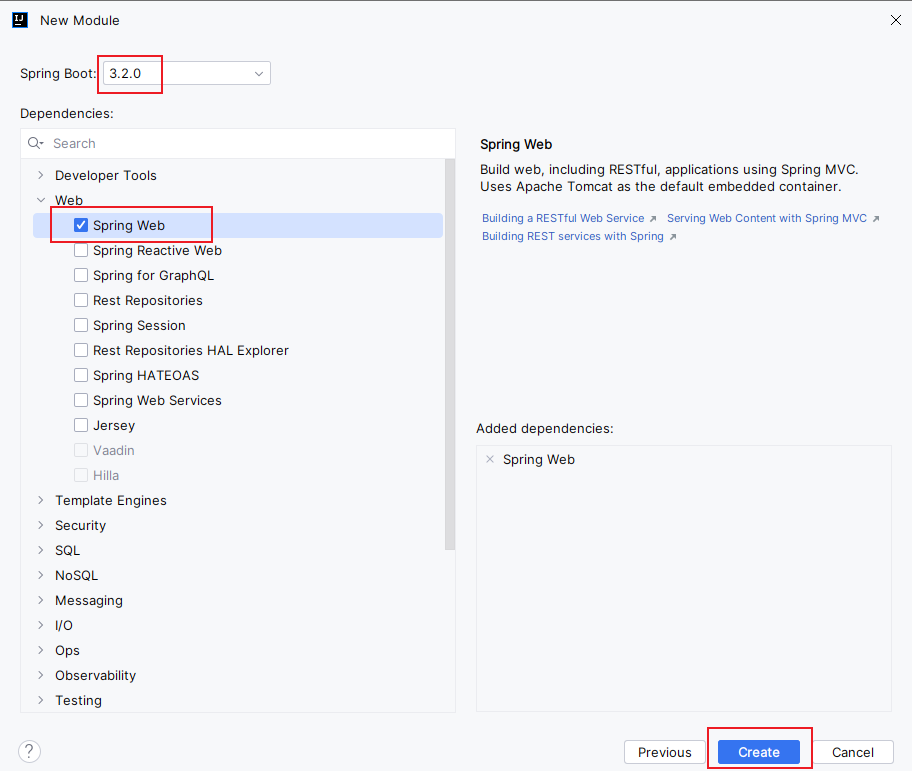 New Module
Spring Boot: 3.2.0
Dependencies:
Search
Developer Tools
Web
Spring Web
Spring Reactive Web
Spring for GraphQL
Rest Repositories
Spring Session
Rest Repositories HAL Explorer
Spring HATEOAS
Spring Web Services
Jersey
Vaadin
Hilla
Template Engines
Security
SQL
NoSQL
Messaging
I/O
Ops
Observability
Testing
Spring Web
Build web, including RESTful, applications using Spring MVC.
Uses Apache Tomcat as the default embedded container.
Building a RESTful Web Service ↗ Serving Web Content with Spring MVC ↗
Building REST services with Spring ↗
Added dependencies:
Spring Web
? Previous Create Cancel